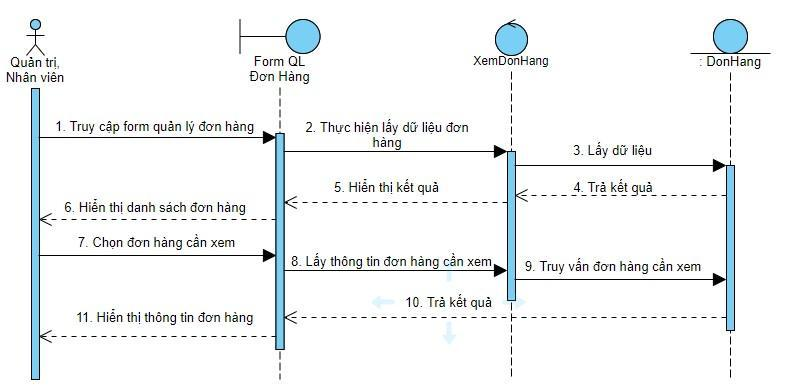 Quản trị,
Nhân viên
Form QL
Đơn Hàng
XemDonHang
: DonHang
1. Truy cập form quản lý đơn hàng
2. Thực hiện lấy dữ liệu đơn
hàng
3. Lấy dữ liệu
4. Trả kết quả
5. Hiển thị kết quả
6. Hiển thị danh sách đơn hàng
7. Chọn đơn hàng cần xem
8. Lấy thông tin đơn hàng cần xem
9. Truy vấn đơn hàng cần xem
10. Trả kết quả
11. Hiển thị thông tin đơn hàng